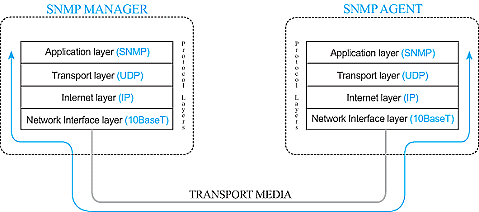 SNMP MANAGER
Application layer (SNMP)
Transport layer (UDP)
Internet layer (IP)
Network Interface layer (10BaseT)
Protocol Layers
SNMP AGENT
Protocol Layers
Application layer (SNMP)
Transport layer (UDP)
Internet layer (IP)
Network Interface layer (10BaseT)
TRANSPORT MEDIA